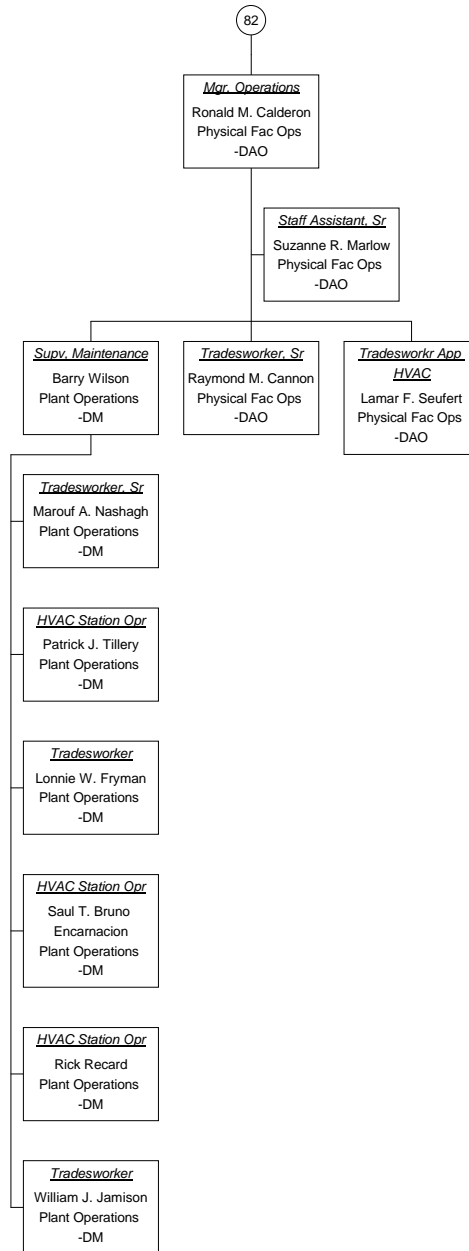 82
Mgr, Operations
Ronald M. Calderon
Physical Fac Ops
-DAO
Staff Assistant, Sr
Suzanne R. Marlow
Physical Fac Ops
-DAO
Supv, Maintenance
Barry Wilson
Plant Operations
-DM
Tradesworker, Sr
Raymond M. Cannon
Physical Fac Ops
-DAO
Tradesworkr App
HVAC
Lamar F. Seufert
Physical Fac Ops
-DAO
Tradesworker, Sr
Marouf A. Nashagh
Plant Operations
-DM
HVAC Station Opr
Patrick J. Tillery
Plant Operations
-DM
Tradesworker
Lonnie W. Fryman
Plant Operations
-DM
HVAC Station Opr
Saul T. Bruno
Encarnacion
Plant Operations
-DM
HVAC Station Opr
Rick Recard
Plant Operations
-DM
Tradesworker
William J. Jamison
Plant Operations
-DM